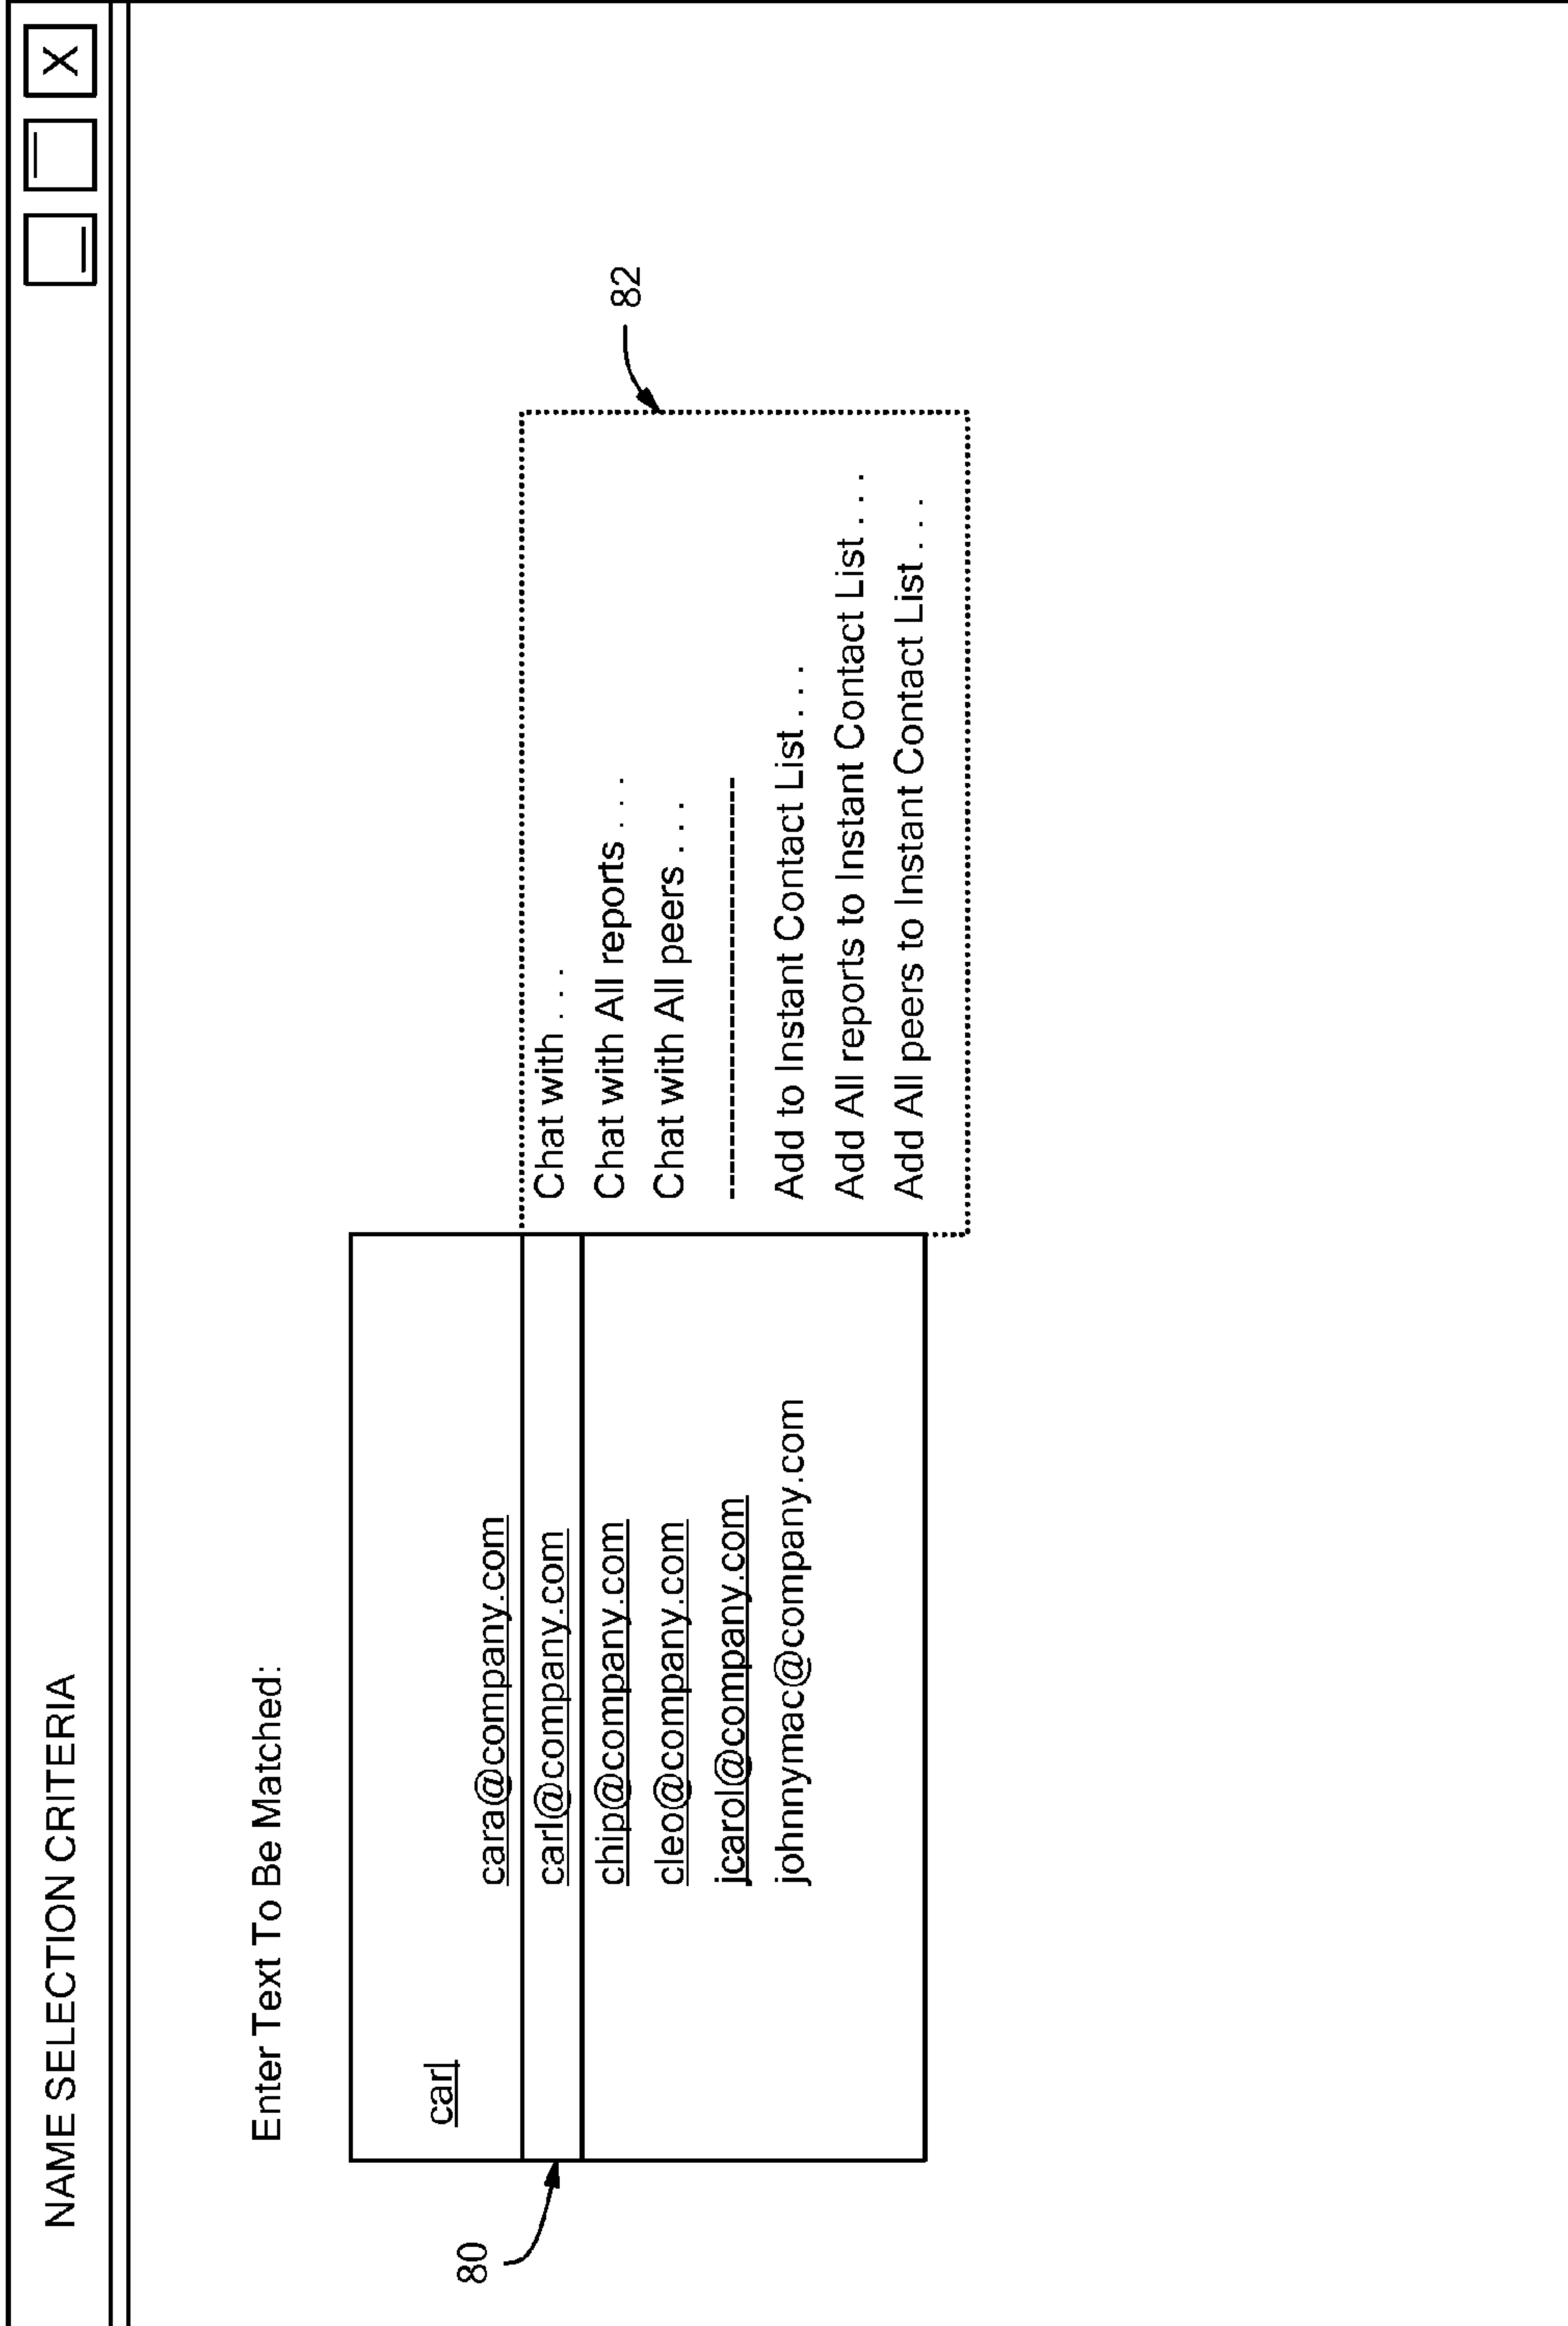 NAME SELECTION CRITERIA
X
Enter Text To Be Matched:
carl
cara@company.com
carl@company.com
chip@company.com
cleo@company.com
jcarol@company.com
johnnymac@company.com
80
Chat with . . .
Chat with All reports . . .
Chat with All peers . . .
Add to Instant Contact List . . .
Add All reports to Instant Contact List . . .
Add All peers to Instant Contact List . . .
82